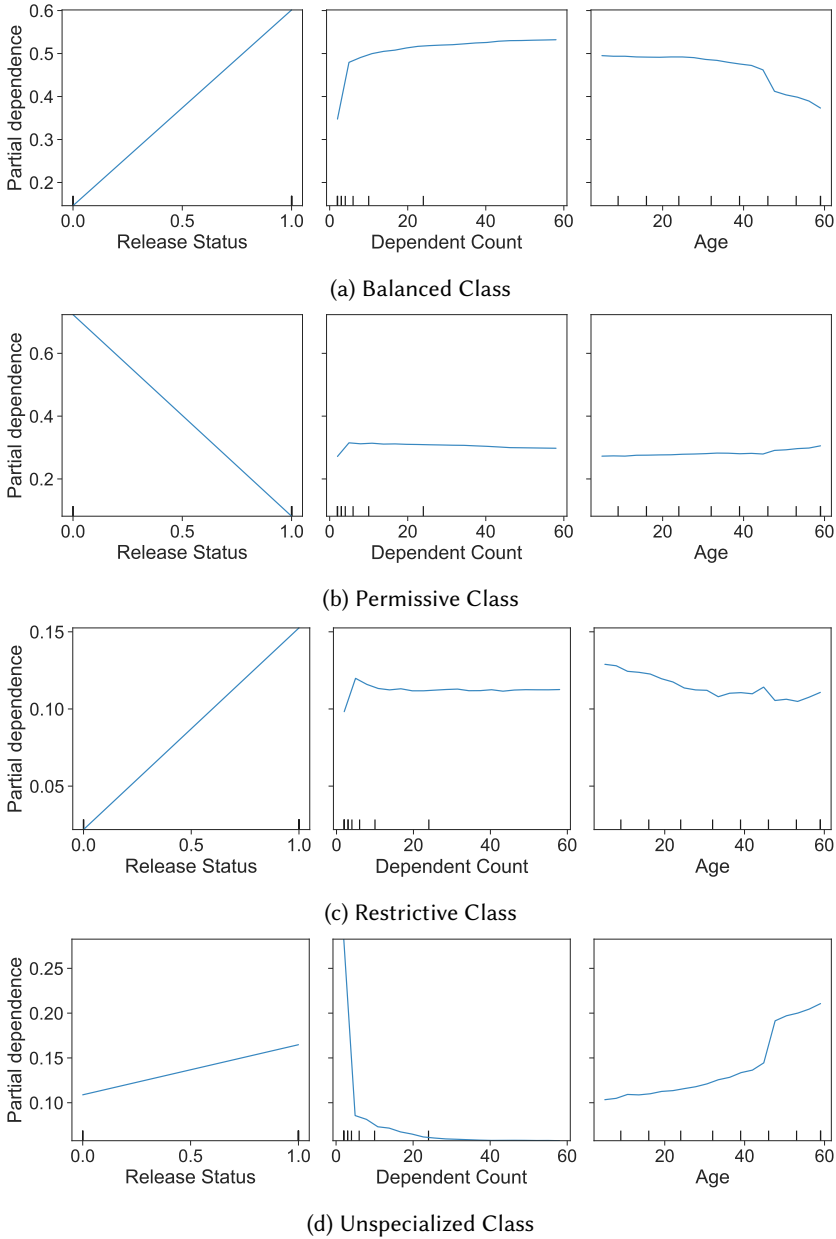 Partial dependence
0.6
0.5
0.4
0.3
0.2
0.0 0.5 1.0
Release Status
0 20 40 60
Dependent Count
20 40 60
Age
(a) Balanced Class
Partial dependence
0.6
0.4
0.2
0.0 0.5 1.0
Release Status
0 20 40 60
Dependent Count
20 40 60
Age
(b) Permissive Class
Partial dependence
0.15
0.10
0.05
0.0 0.5 1.0
Release Status
0 20 40 60
Dependent Count
20 40 60
Age
(c) Restrictive Class
Partial dependence
0.25
0.20
0.15
0.10
0.0 0.5 1.0
Release Status
0 20 40 60
Dependent Count
20 40 60
Age
(d) Unspecialized Class